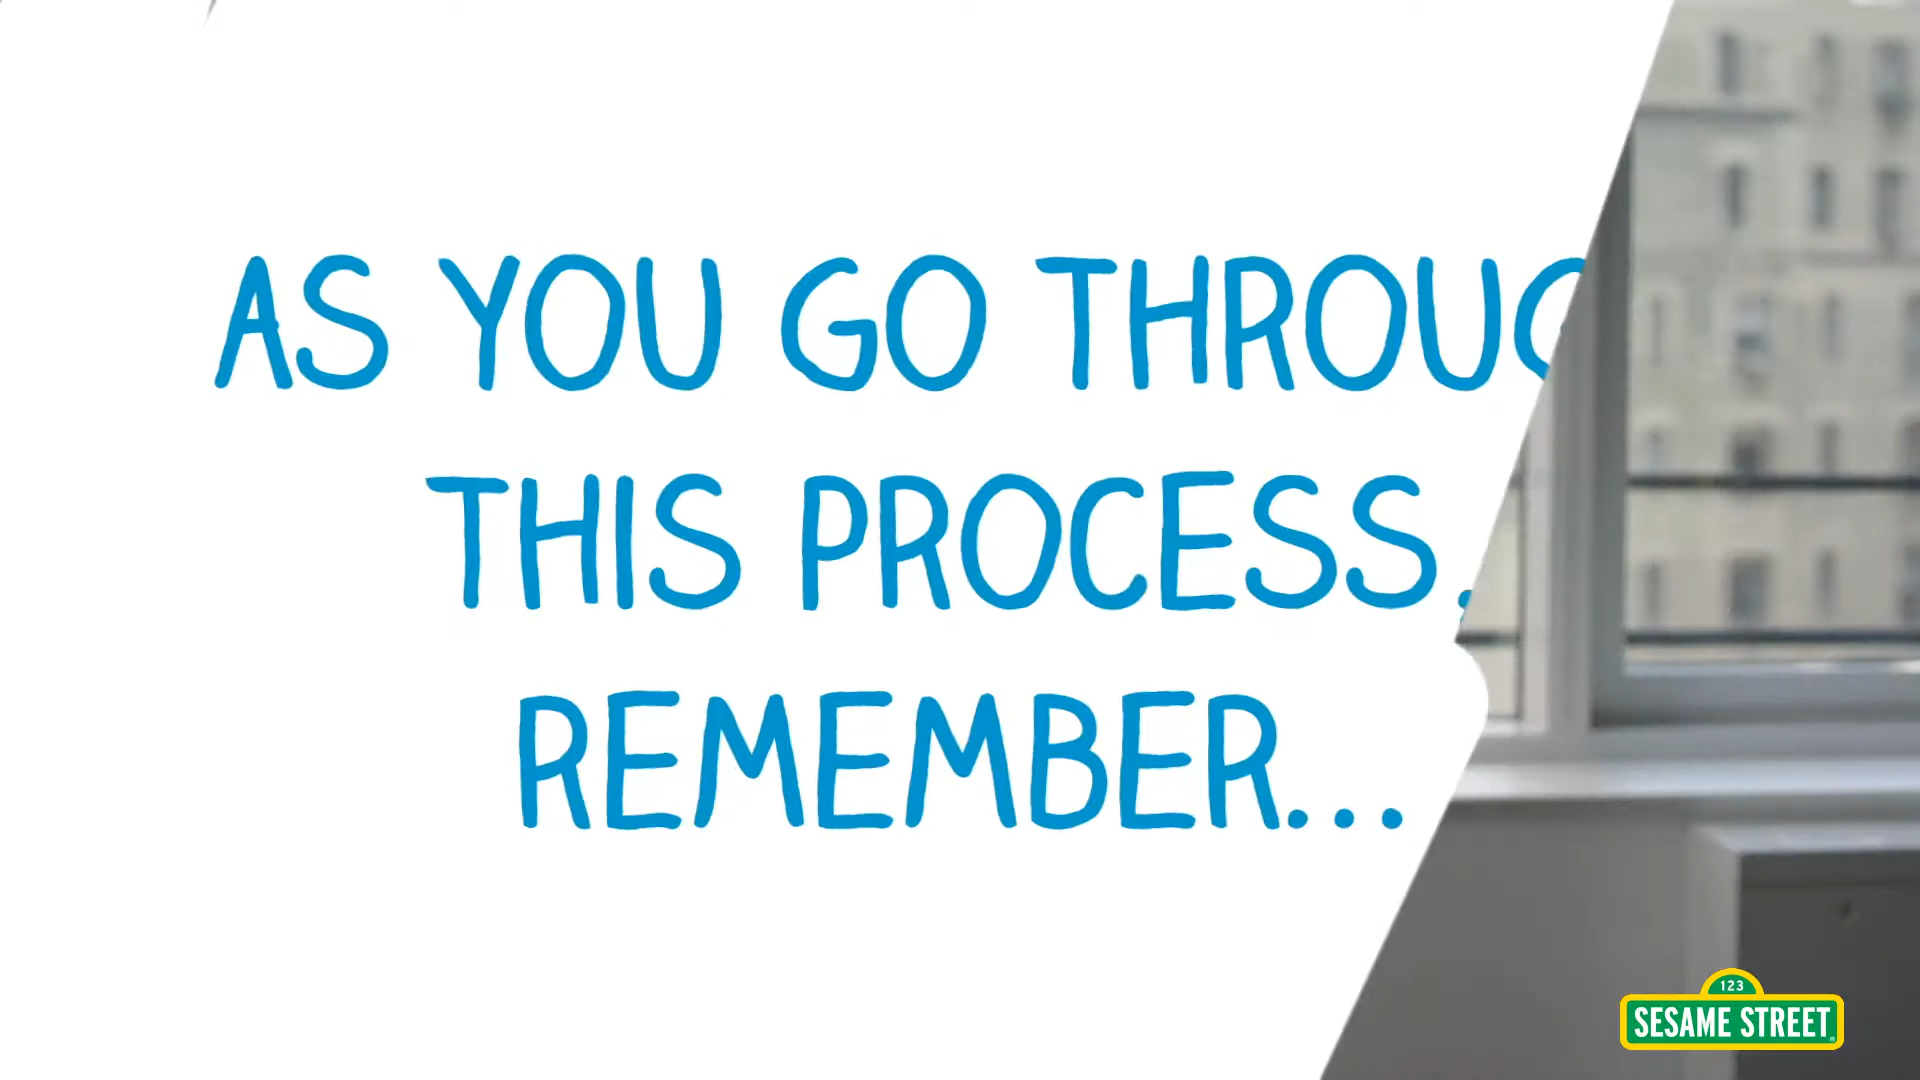 AS YOU GO THROUG
THIS PROCESS,
REMEMBER...
123
SESAME STREET